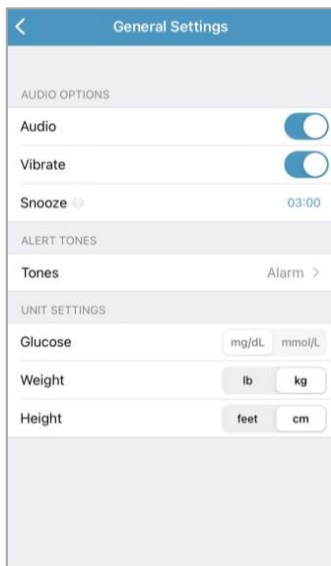 General Settings
AUDIO OPTIONS
Audio
Vibrate
Snooze 03:00
ALERT TONES
Tones Alarm >
UNIT SETTINGS
Glucose mg/dL mmol/L
Weight lb kg
Height feet cm